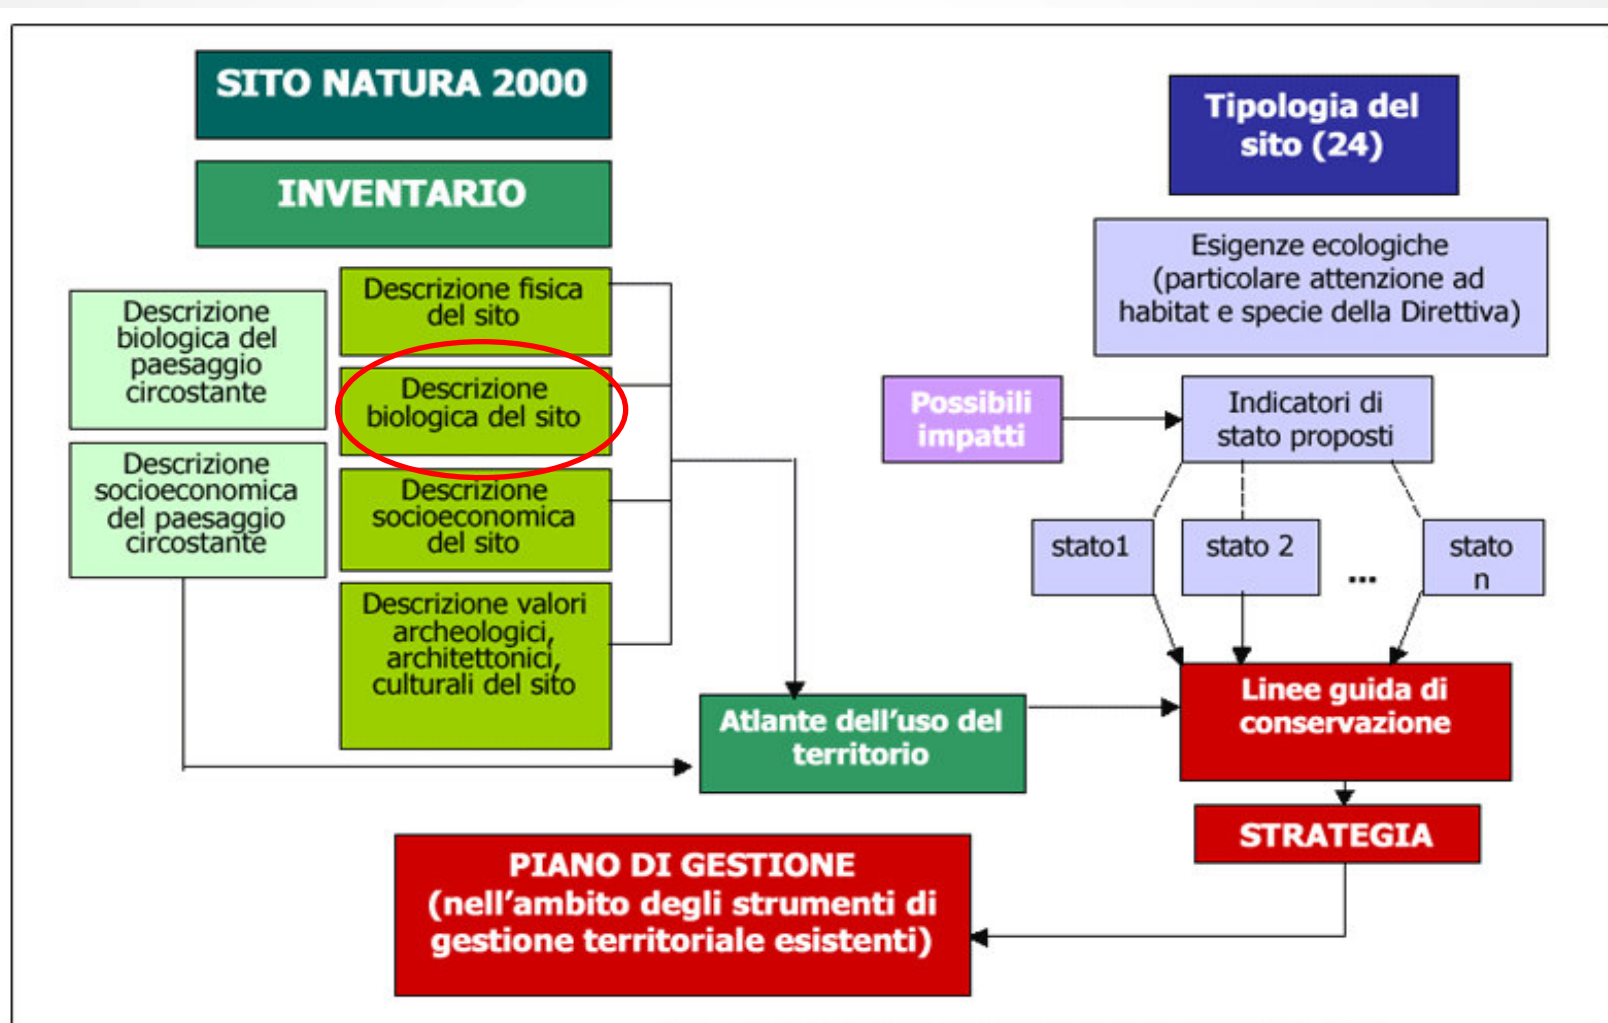 SITO NATURA 2000
INVENTARIO
Descrizione
biologica del
paesaggio
circostante
Descrizione
socioeconomica
del paesaggio
circostante
Descrizione fisica
del sito
Descrizione
biologica del sito
Descrizione
socioeconomica
del sito
Descrizione valori
archeologici,
architettonici,
culturali del sito
Atlante dell’uso del
territorio
Tipologia del
sito (24)
Esigenze ecologiche
(particolare attenzione ad
habitat e specie della Direttiva)
Possibili
impatti
Indicatori di
stato proposti
stato1
stato 2
...
stato
n
Linee guida di
conservazione
STRATEGIA
PIANO DI GESTIONE
(nell’ambito degli strumenti di
gestione territoriale esistenti)